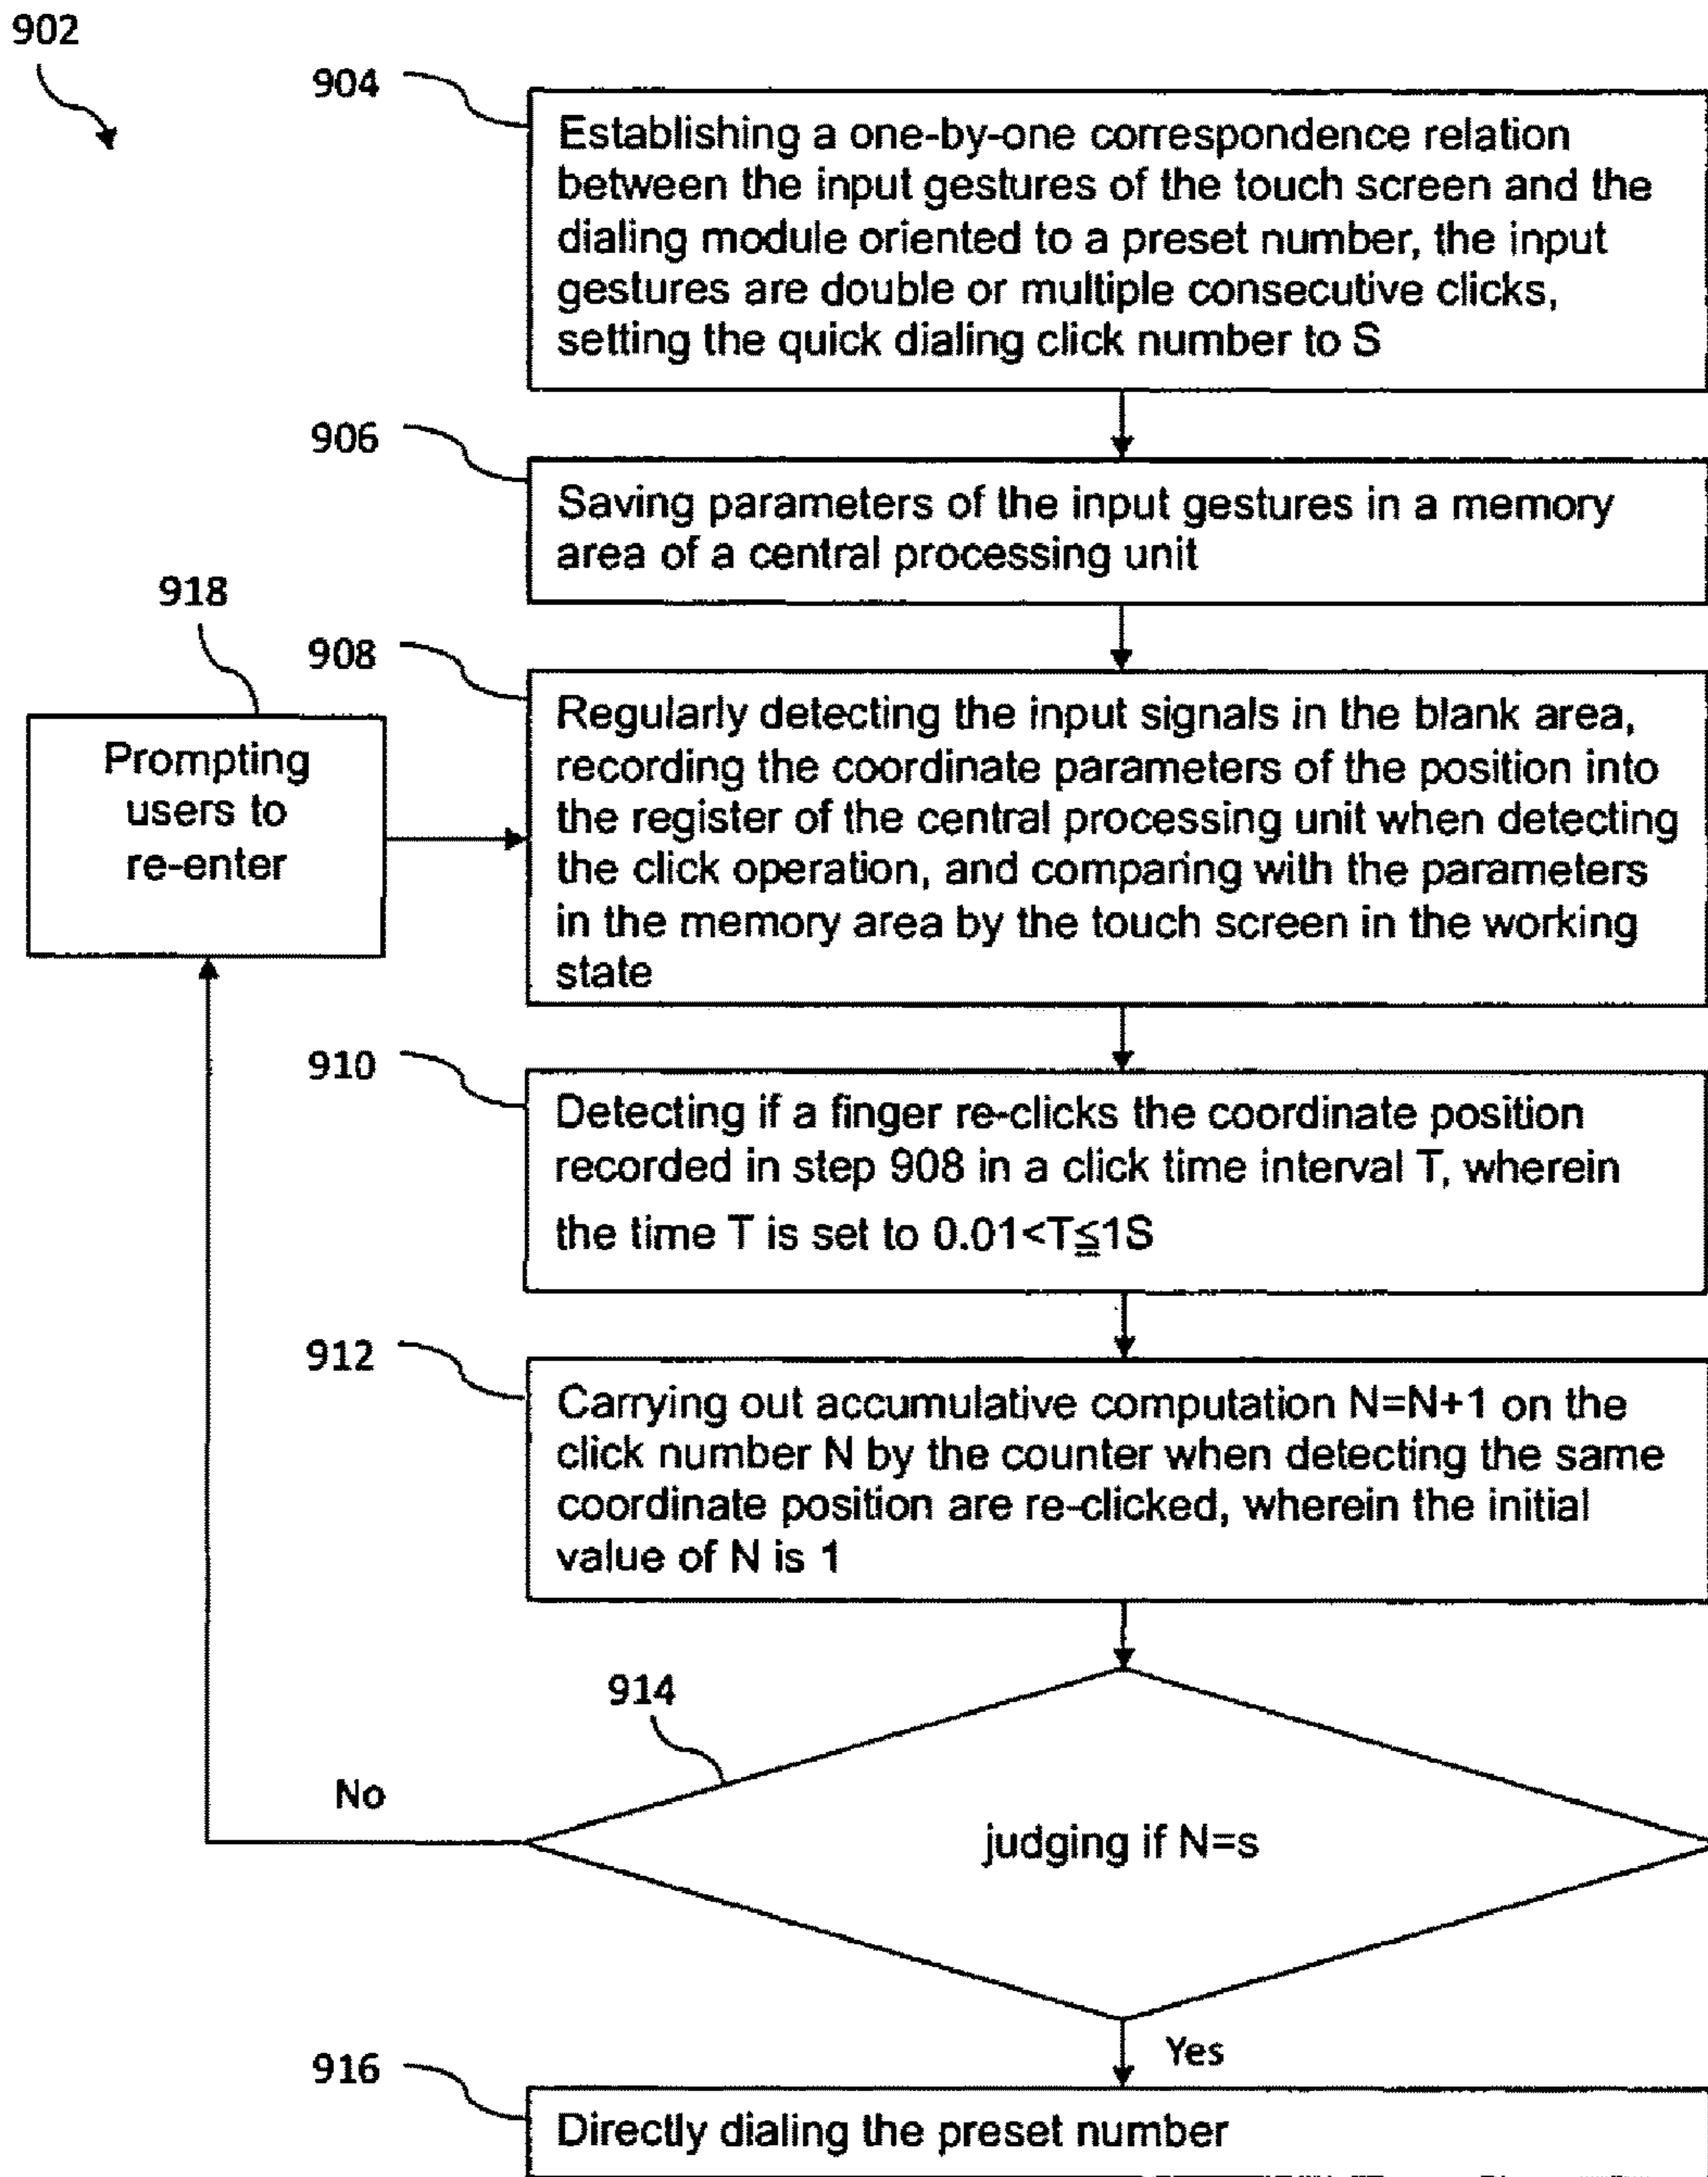 902
904
Establishing a one-by-one correspondence relation
between the input gestures of the touch screen and the
dialing module oriented to a preset number, the input
gestures are double or multiple consecutive clicks,
setting the quick dialing click number to S
906
Saving parameters of the input gestures in a memory
area of a central processing unit
918
Prompting
users to
re-enter
908
Regularly detecting the input signals in the blank area,
recording the coordinate parameters of the position into
the register of the central processing unit when detecting
the click operation, and comparing with the parameters
in the memory area by the touch screen in the working
state
910
Detecting if a finger re-clicks the coordinate position
recorded in step 908 in a click time interval T, wherein
the time T is set to 0.01<T≦1S
912
Carrying out accumulative computation N=N+1 on the
click number N by the counter when detecting the same
coordinate position are re-clicked, wherein the initial
value of N is 1
914
No
judging if N=s
Yes
916
Directly dialing the preset number